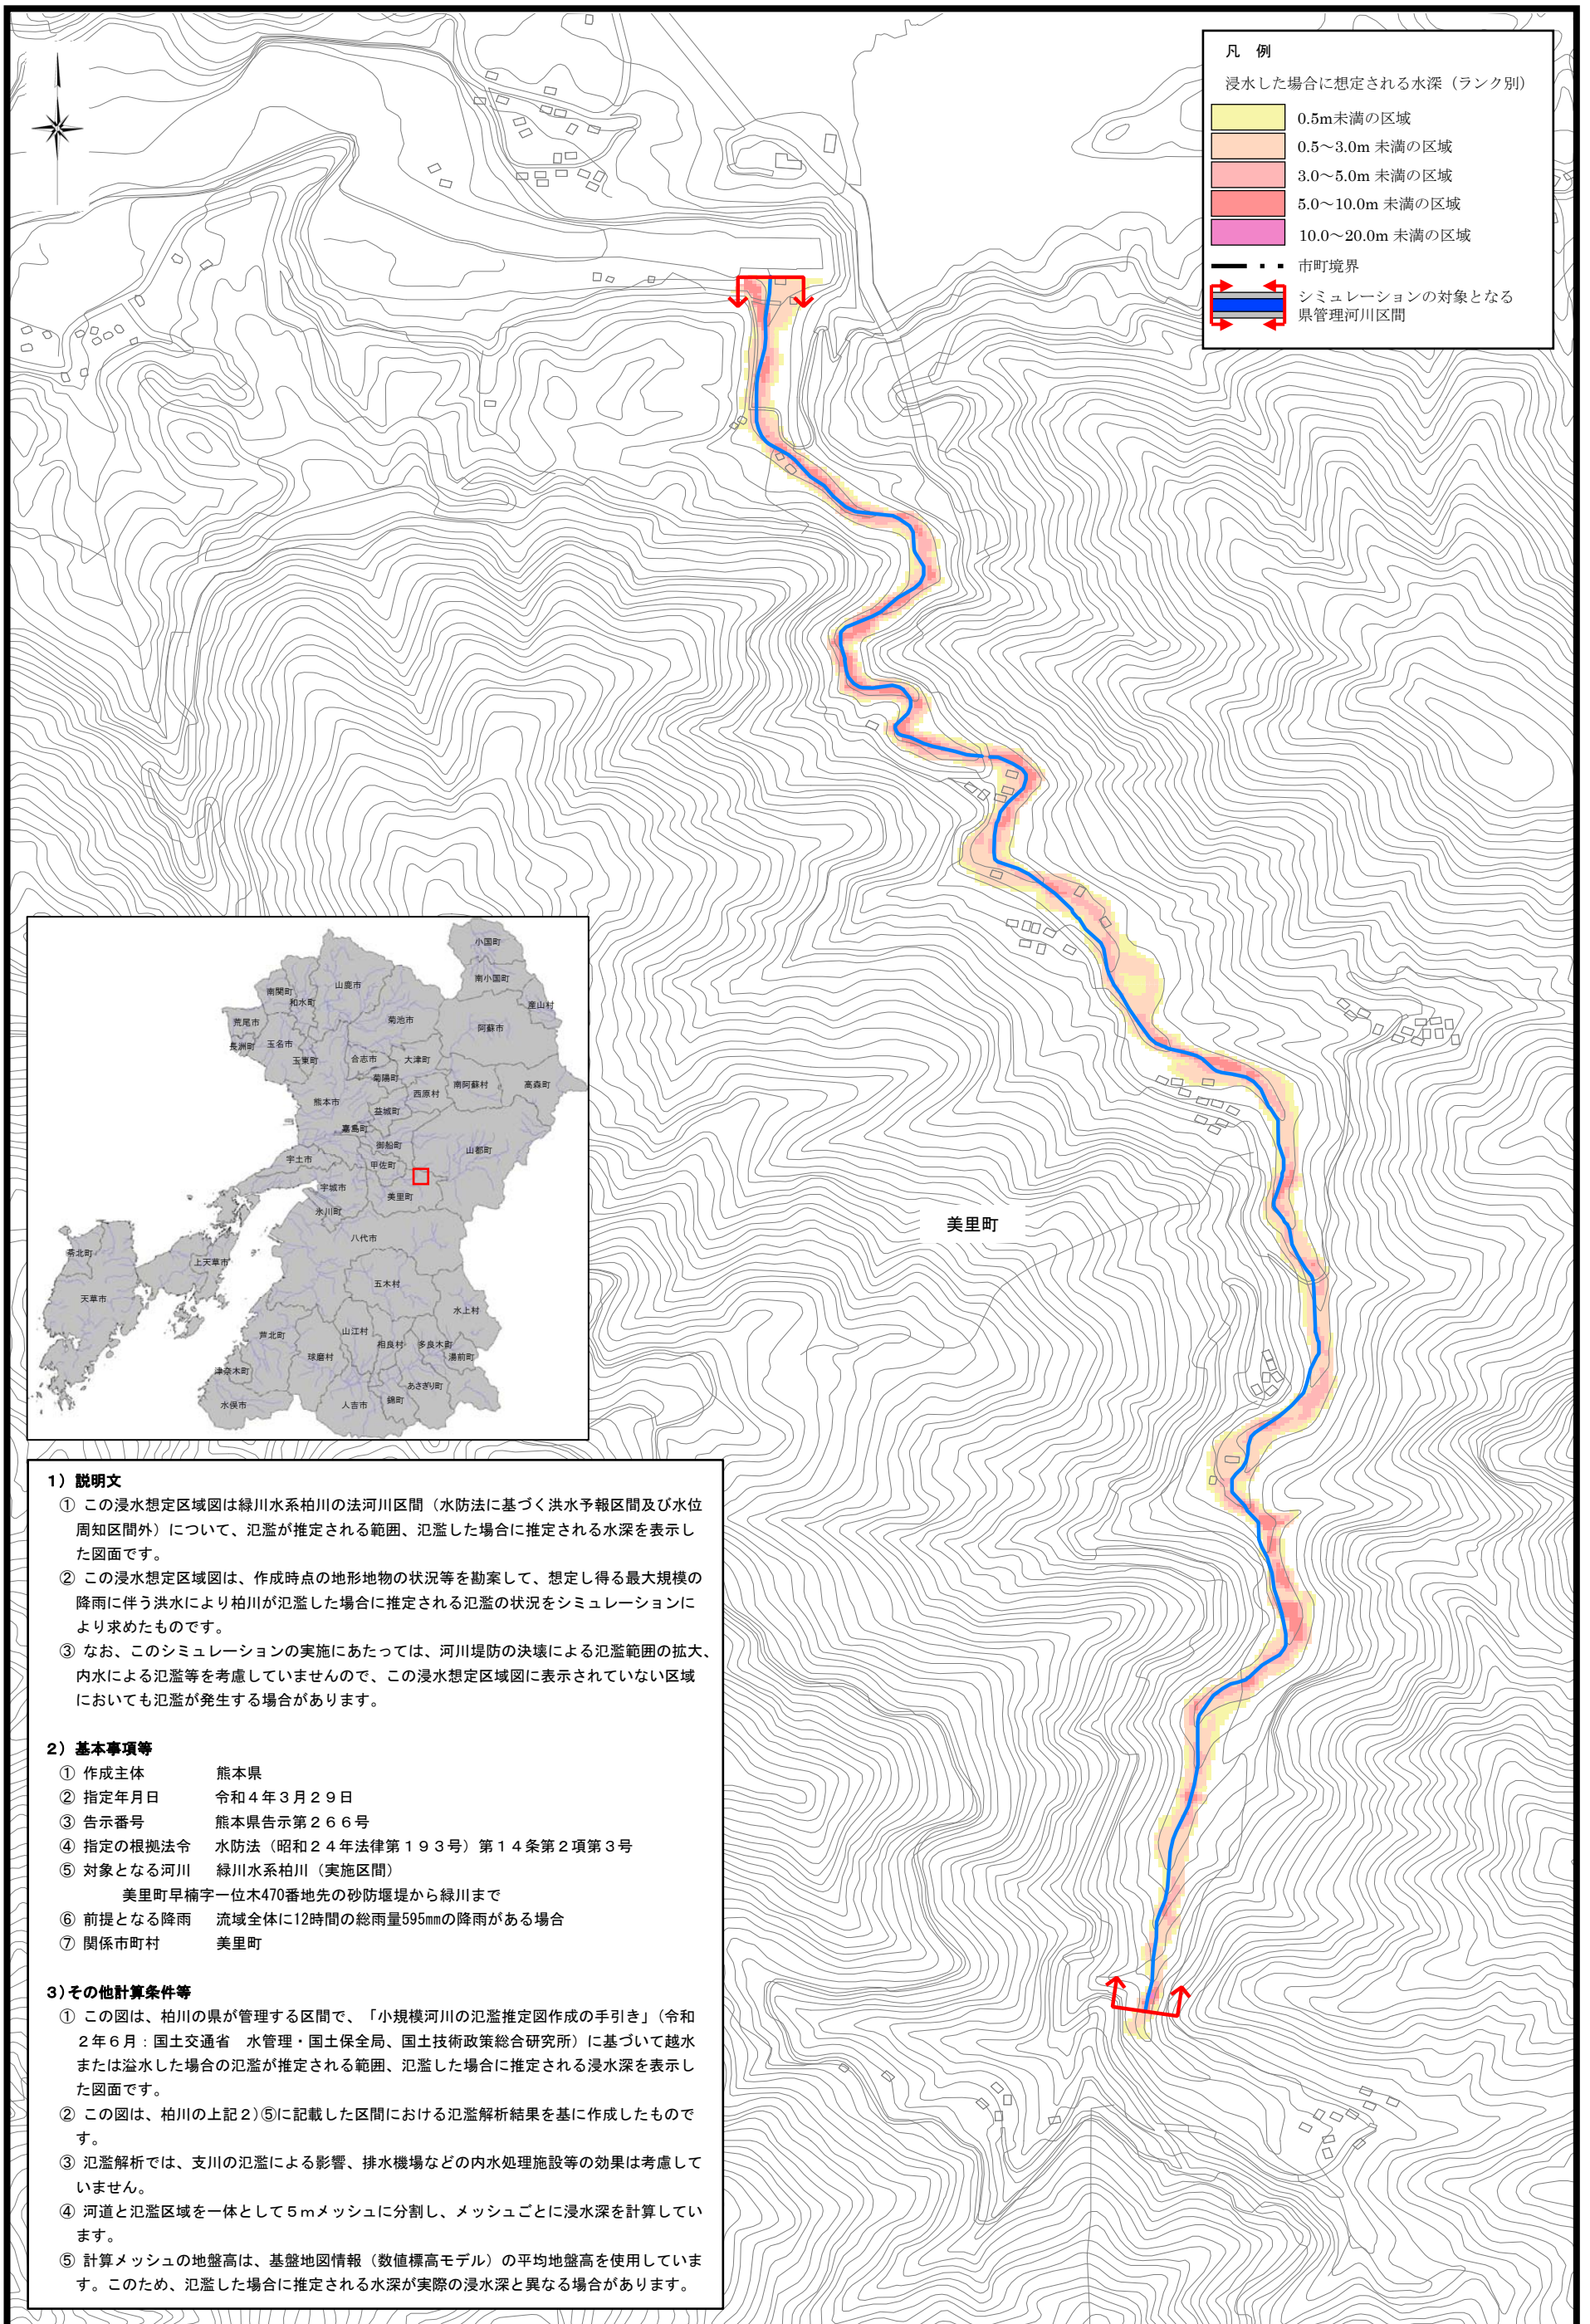 凡 例
浸水した場合に想定される水深（ランク別）
0.5m未満の区域
0.5～3.0m 未満の区域
3.0～5.0m 未満の区域
5.0～10.0m 未満の区域
10.0～20.0m 未満の区域
市町境界
シミュレーションの対象となる
県管理河川区間
小国町
南小国町
産山村
山鹿市
南関町
和水町
菊池市
阿蘇市
荒尾市
長洲町
玉名市
玉東町
合志市
大津町
菊陽町
西原村
南阿蘇村
高森町
熊本市
益城町
嘉島町
御船町
山都町
宇土市
甲佐町
宇城市
美里町
氷川町
八代市
苓北町
上天草市
天草市
五木村
水上村
芦北町
山江村
相良村
多良木町
湯前町
球磨村
津奈木町
あさぎり町
錦町
水俣市
人吉市
美里町
1）説明文
① この浸水想定区域図は緑川水系柏川の法河川区間（水防法に基づく洪水予報区間及び水位
周知区間外）について、氾濫が推定される範囲、氾濫した場合に推定される水深を表示し
た図面です。
② この浸水想定区域図は、作成時点の地形地物の状況等を勘案して、想定し得る最大規模の
降雨に伴う洪水により柏川が氾濫した場合に推定される氾濫の状況をシミュレーションに
より求めたものです。
③ なお、このシミュレーションの実施にあたっては、河川堤防の決壊による氾濫範囲の拡大、
内水による氾濫等を考慮していませんので、この浸水想定区域図に表示されていない区域
においても氾濫が発生する場合があります。
2）基本事項等
① 作成主体 熊本県
② 指定年月日 令和４年３月２９日
③ 告示番号 熊本県告示第２６６号
④ 指定の根拠法令 水防法（昭和２４年法律第１９３号）第１４条第２項第３号
⑤ 対象となる河川 緑川水系柏川（実施区間）
美里町早楠字一位木470番地先の砂防堰堤から緑川まで
⑥ 前提となる降雨 流域全体に12時間の総雨量595㎜の降雨がある場合
⑦ 関係市町村 美里町
3)その他計算条件等
① この図は、柏川の県が管理する区間で、「小規模河川の氾濫推定図作成の手引き」（令和
２年６月：国土交通省 水管理・国土保全局、国土技術政策総合研究所）に基づいて越水
または溢水した場合の氾濫が推定される範囲、氾濫した場合に推定される浸水深を表示し
た図面です。
② この図は、柏川の上記２)⑤に記載した区間における氾濫解析結果を基に作成したもので
す。
③ 氾濫解析では、支川の氾濫による影響、排水機場などの内水処理施設等の効果は考慮して
いません。
④ 河道と氾濫区域を一体として５ｍメッシュに分割し、メッシュごとに浸水深を計算してい
ます。
⑤ 計算メッシュの地盤高は、基盤地図情報（数値標高モデル）の平均地盤高を使用していま
す。このため、氾濫した場合に推定される水深が実際の浸水深と異なる場合があります。